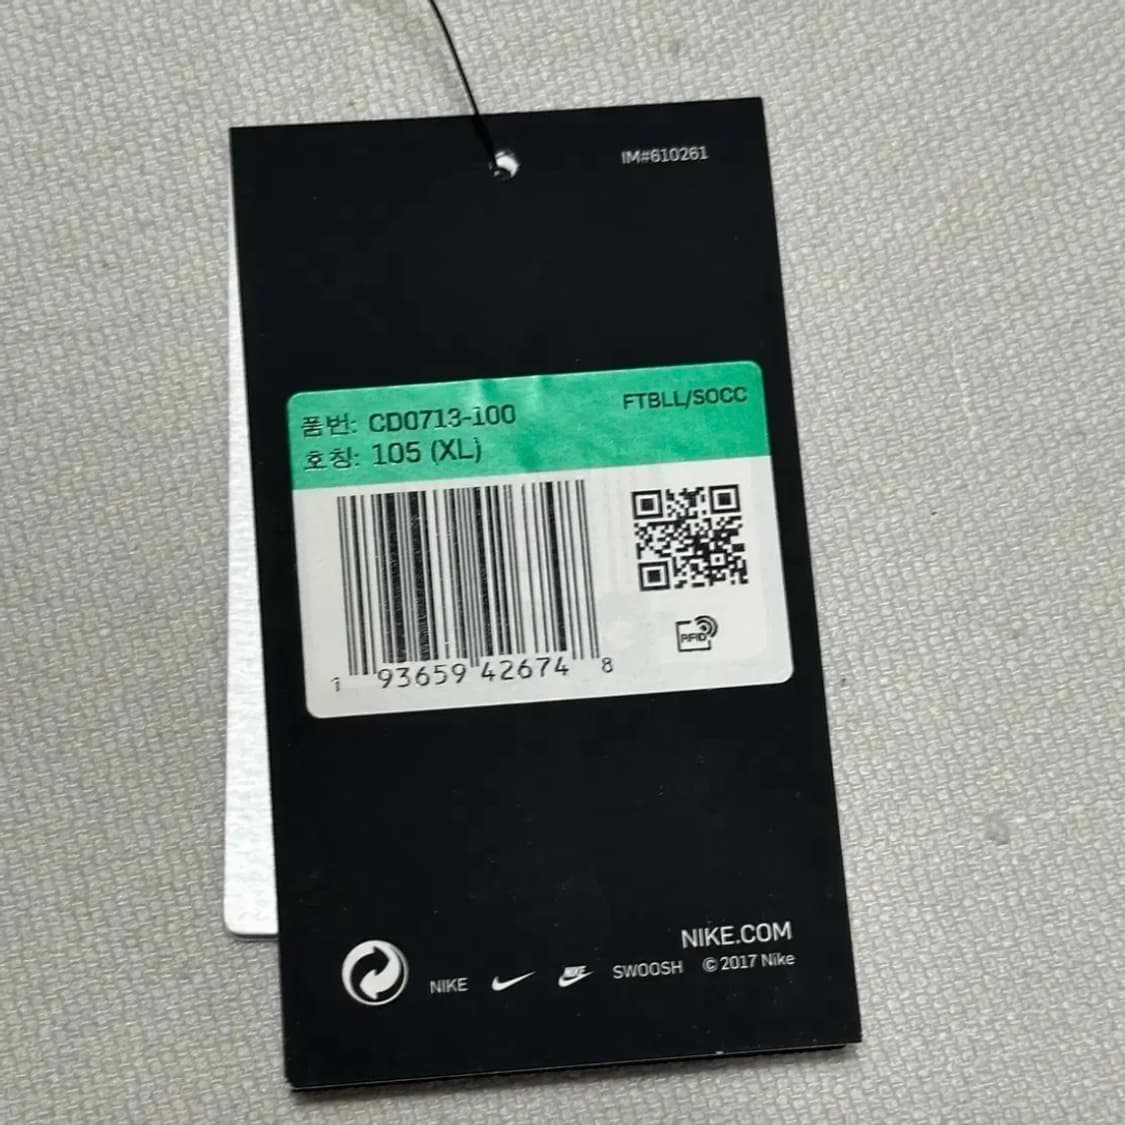 IM#610261
품번: CD0713-100
FTBLL/SOCC
호칭: 105 (XL)
1 93659 42674 8
RFID
NIKE.COM
NIKE NIKE SWOOSH © 2017 Nike